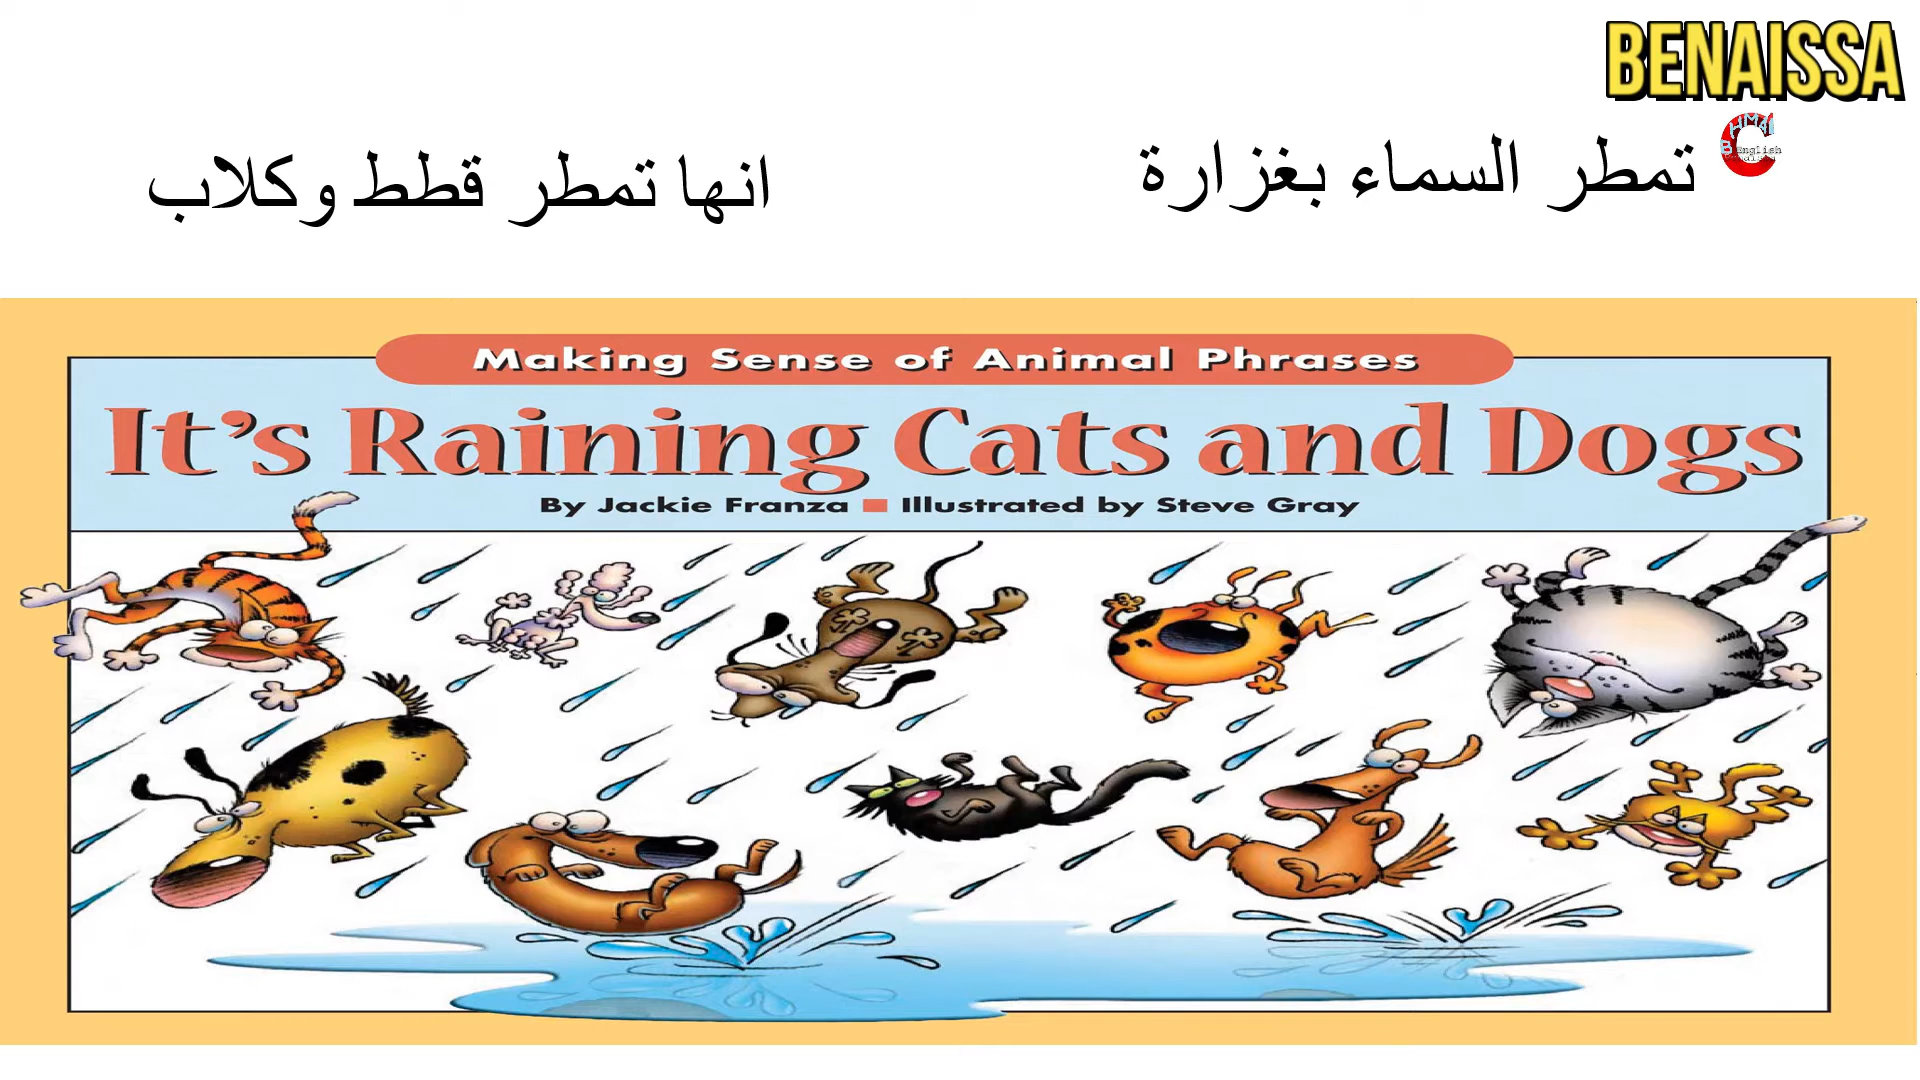 BENAISSA
تمطر السماء بغزارة
انها تمطر قطط وكلاب
Making Sense of Animal Phrases
It's Raining Cats and Dogs
By Jackie Franza ■ Illustrated by Steve Gray